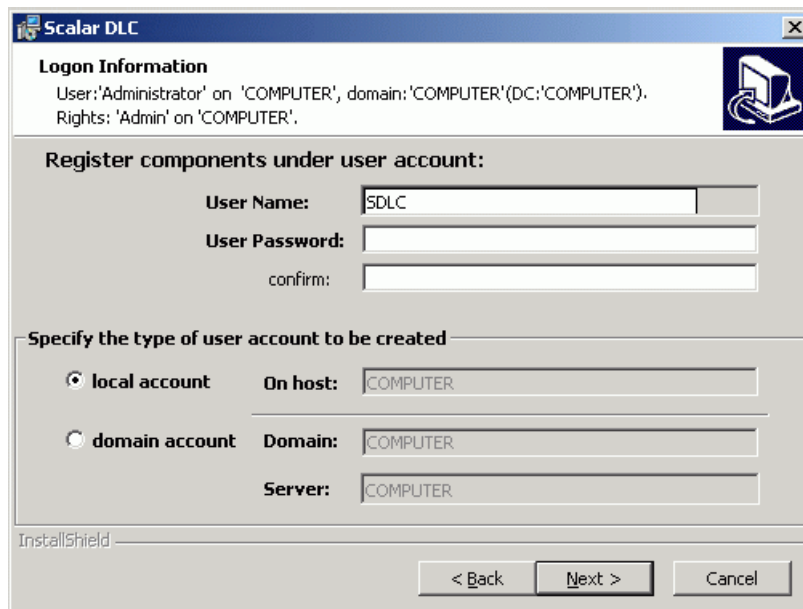 Scalar DLC
Logon Information
User:'Administrator' on 'COMPUTER', domain:'COMPUTER'(DC:'COMPUTER').
Rights: 'Admin' on 'COMPUTER'.
Register components under user account:
User Name: SDLC
User Password:
confirm:
Specify the type of user account to be created
local account On host: COMPUTER
domain account Domain: COMPUTER
Server: COMPUTER
InstallShield
< Back Next > Cancel